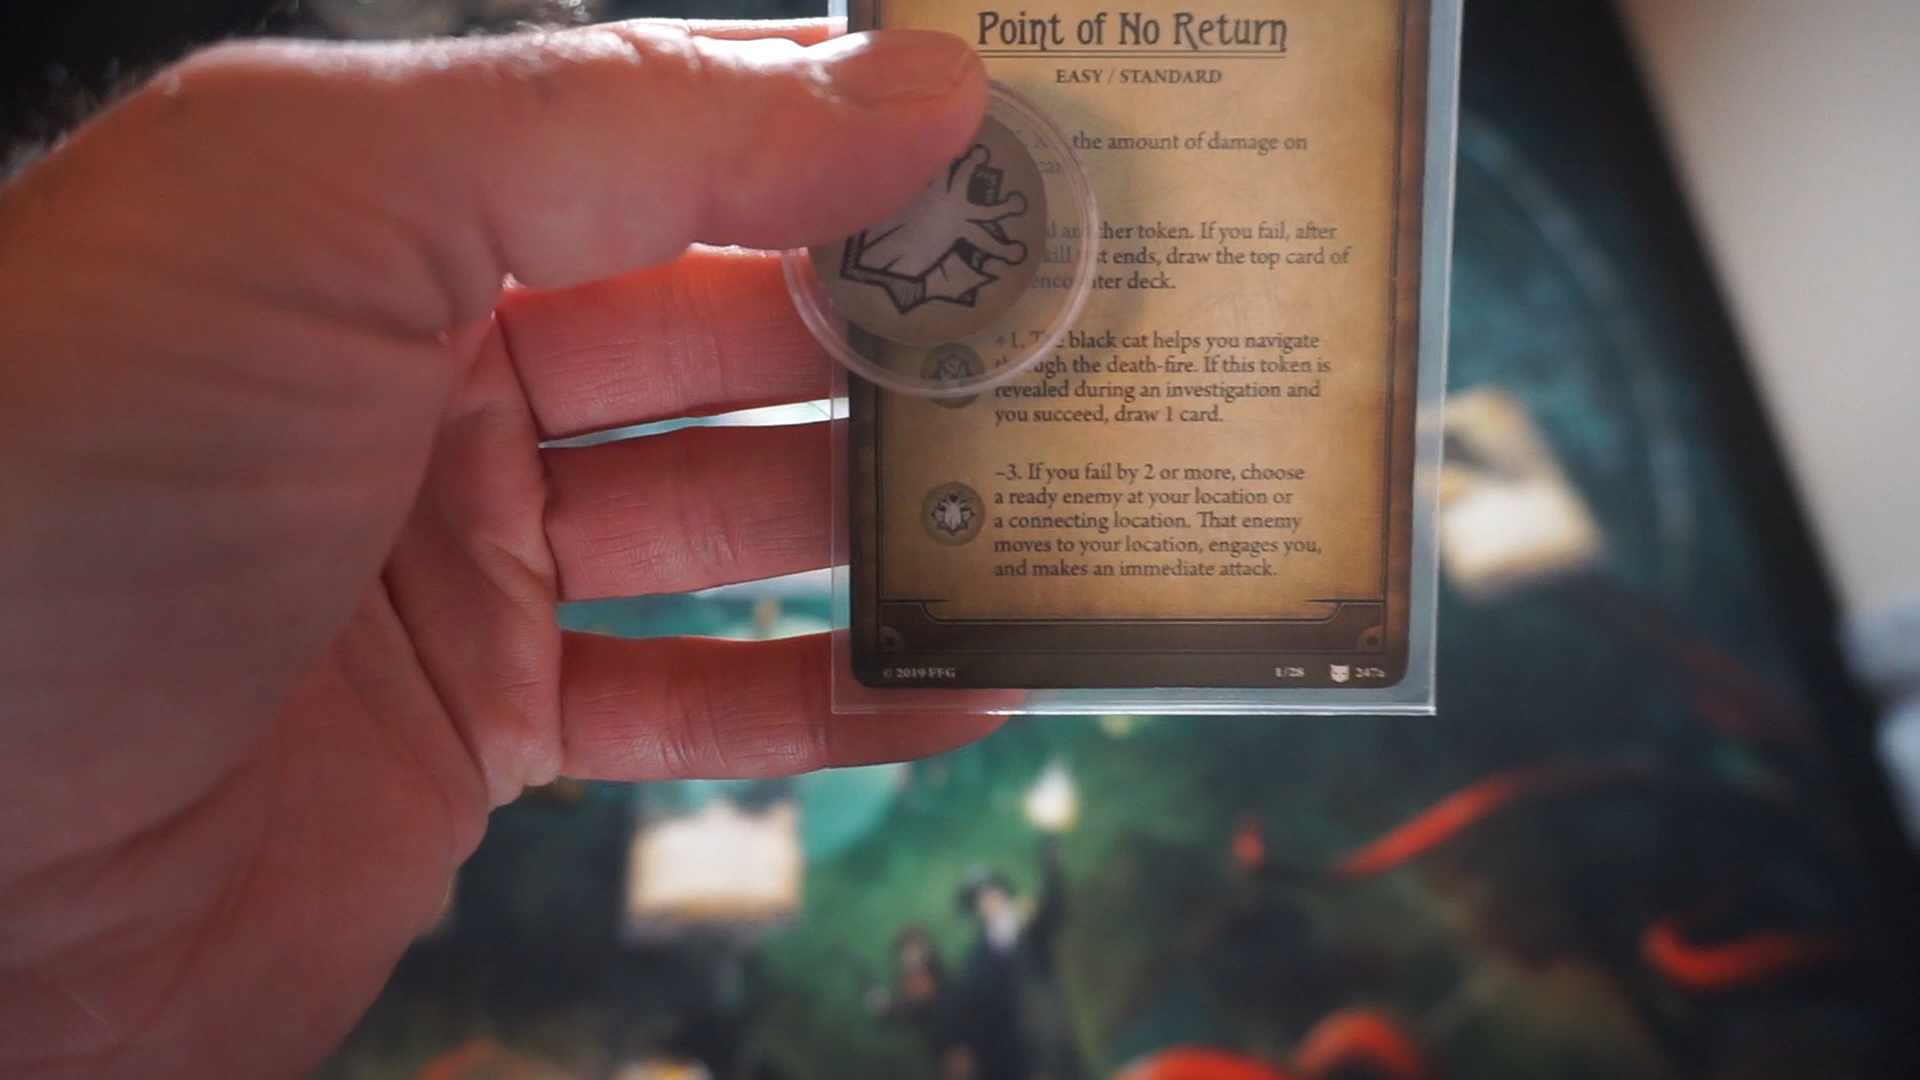 Point of No Return
EASY / STANDARD
the amount of damage on
token. If you fail, after
ends, draw the top card of
deck.
+1. The black cat helps you navigate
the death-fire. If this token is
revealed during an investigation and
you succeed, draw 1 card.
–3. If you fail by 2 or more, choose
a ready enemy at your location or
a connecting location. That enemy
moves to your location, engages you,
and makes an immediate attack.
© 2019 FFG
1/28
247a